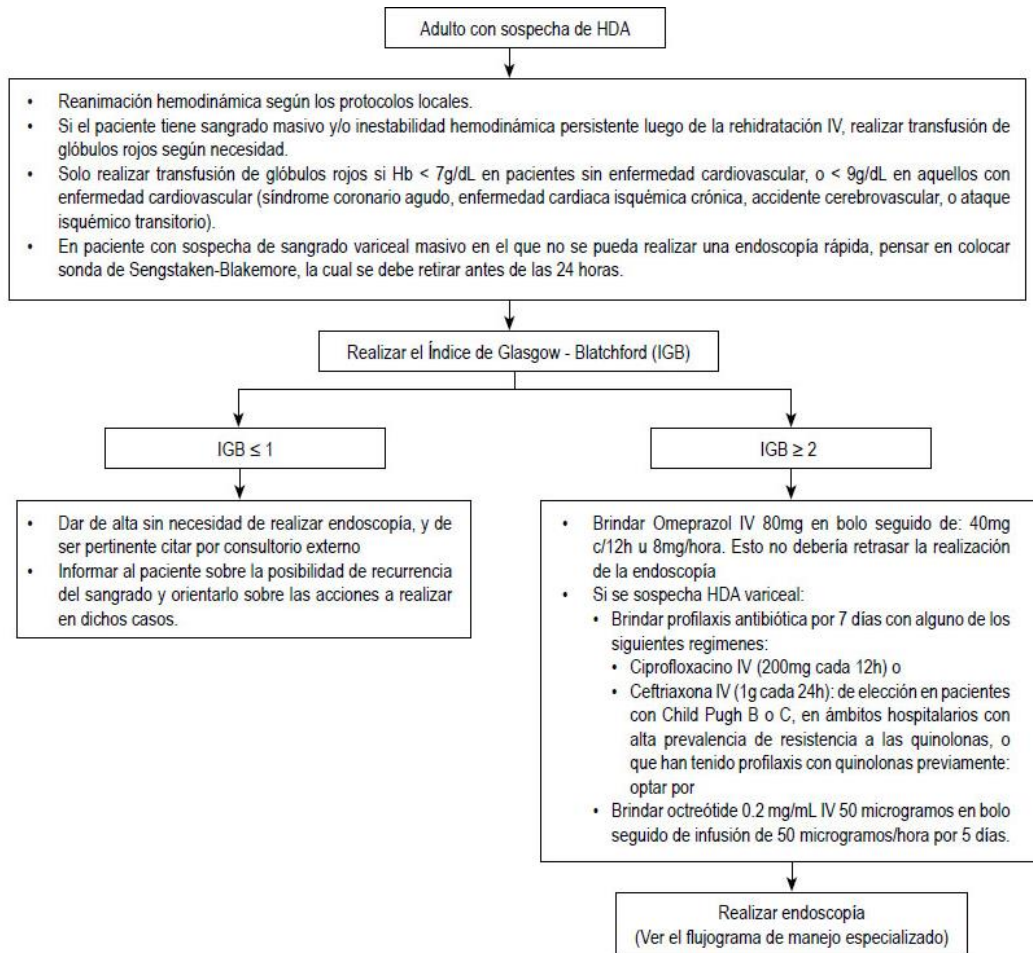 Adulto con sospecha de HDA
• Reanimación hemodinámica según los protocolos locales.
• Si el paciente tiene sangrado masivo y/o inestabilidad hemodinámica persistente luego de la rehidratación IV, realizar transfusión de
glóbulos rojos según necesidad.
• Solo realizar transfusión de glóbulos rojos si Hb < 7g/dL en pacientes sin enfermedad cardiovascular, o < 9g/dL en aquellos con
enfermedad cardiovascular (síndrome coronario agudo, enfermedad cardiaca isquémica crónica, accidente cerebrovascular, o ataque
isquémico transitorio).
• En paciente con sospecha de sangrado variceal masivo en el que no se pueda realizar una endoscopía rápida, pensar en colocar
sonda de Sengstaken-Blakemore, la cual se debe retirar antes de las 24 horas.
Realizar el Índice de Glasgow - Blatchford (IGB)
IGB ≤ 1
• Dar de alta sin necesidad de realizar endoscopía, y de
ser pertinente citar por consultorio externo
• Informar al paciente sobre la posibilidad de recurrencia
del sangrado y orientarlo sobre las acciones a realizar
en dichos casos.
IGB ≥ 2
• Brindar Omeprazol IV 80mg en bolo seguido de: 40mg
c/12h u 8mg/hora. Esto no debería retrasar la realización
de la endoscopía
• Si se sospecha HDA variceal:
• Brindar profilaxis antibiótica por 7 días con alguno de los
siguientes regimenes:
• Ciprofloxacino IV (200mg cada 12h) o
• Ceftriaxona IV (1g cada 24h): de elección en pacientes
con Child Pugh B o C, en ámbitos hospitalarios con
alta prevalencia de resistencia a las quinolonas, o
que han tenido profilaxis con quinolonas previamente:
optar por
• Brindar octreótide 0.2 mg/mL IV 50 microgramos en bolo
seguido de infusión de 50 microgramos/hora por 5 días.
Realizar endoscopía
(Ver el flujograma de manejo especializado)